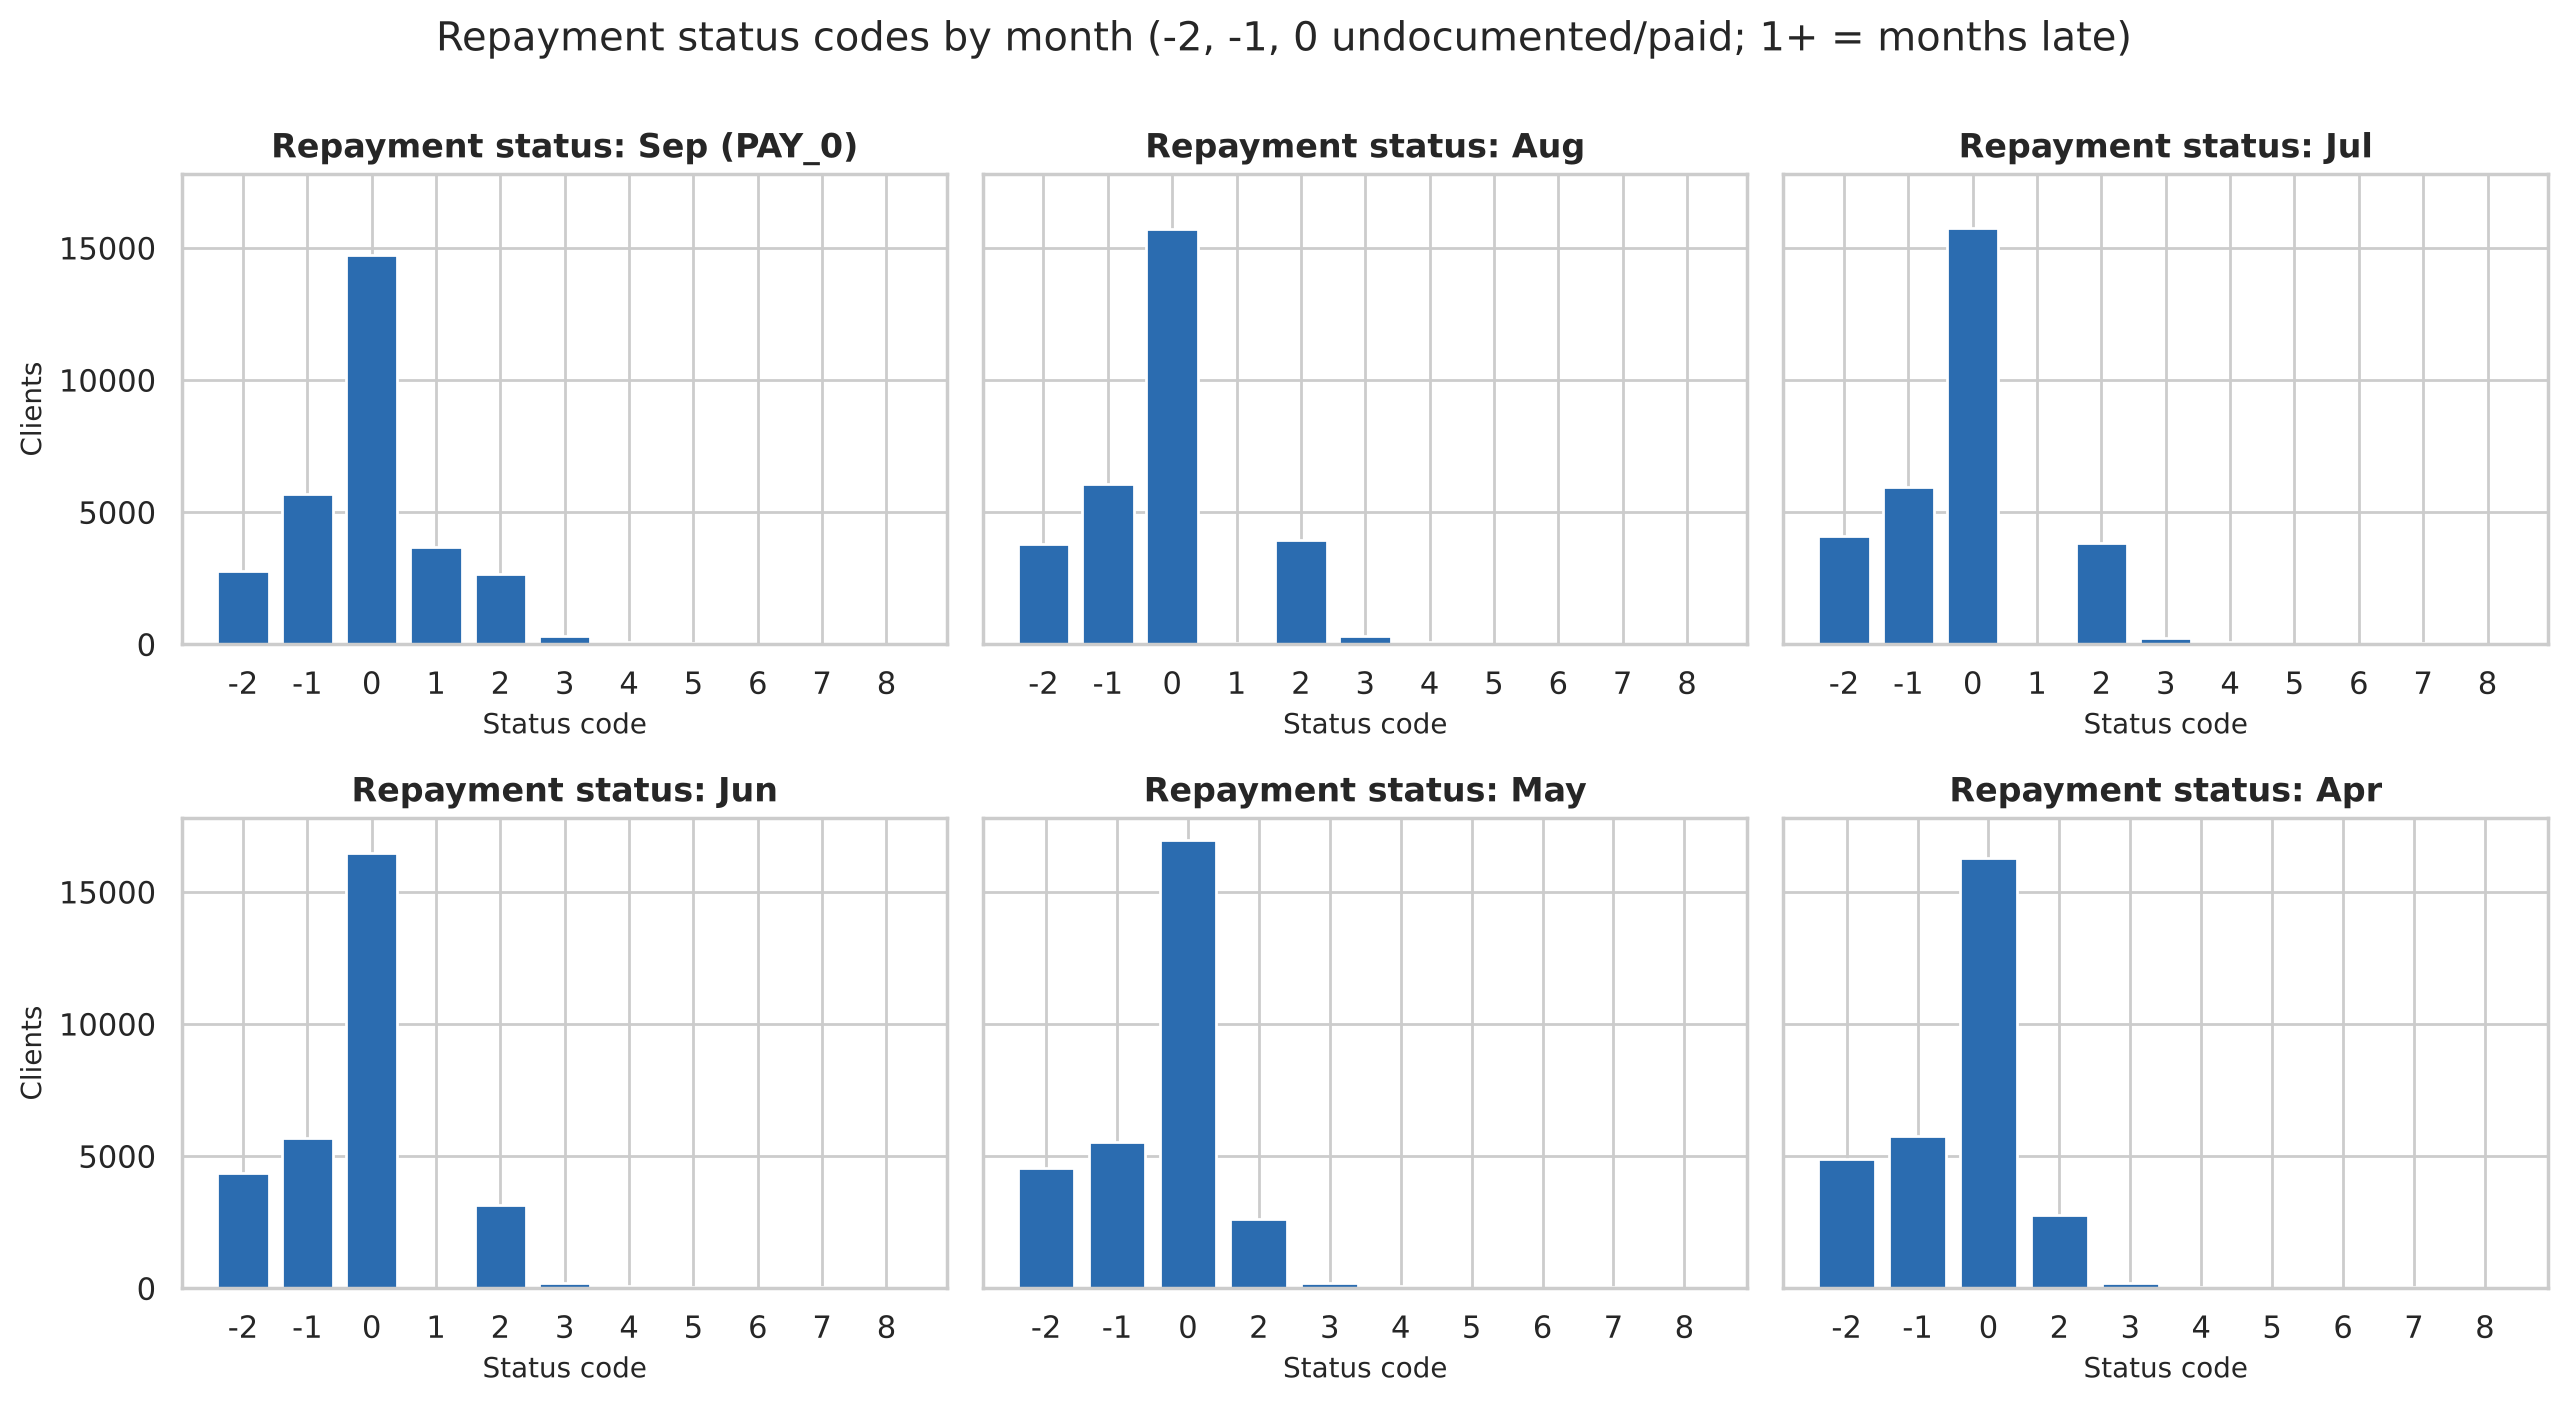 Repayment status codes by month (-2, -1, 0 undocumented/paid; 1+ = months late)
Repayment status: Sep (PAY_0)
Clients
15000
10000
5000
0
-2 -1 0 1 2 3 4 5 6 7 8
Status code
Repayment status: Aug
-2 -1 0 1 2 3 4 5 6 7 8
Status code
Repayment status: Jul
-2 -1 0 1 2 3 4 5 6 7 8
Status code
Repayment status: Jun
Clients
15000
10000
5000
0
-2 -1 0 1 2 3 4 5 6 7 8
Status code
Repayment status: May
-2 -1 0 2 3 4 5 6 7 8
Status code
Repayment status: Apr
-2 -1 0 2 3 4 5 6 7 8
Status code